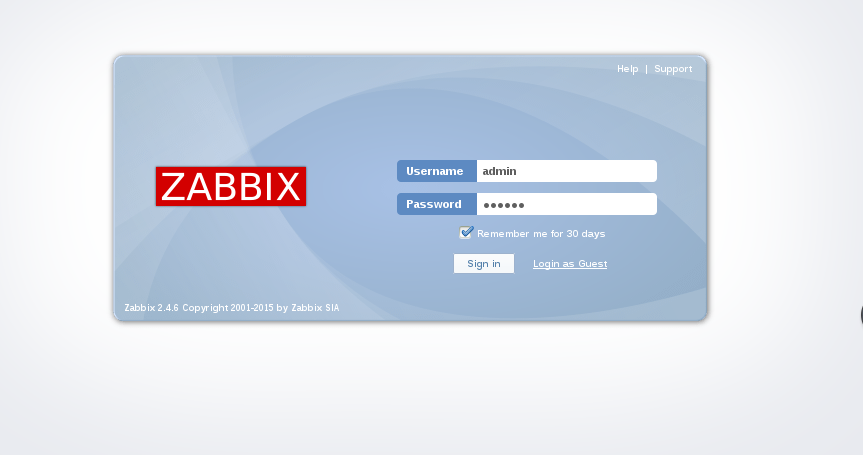 Help | Support
ZABBIX
Username admin
Password ••••••
Remember me for 30 days
Sign in Login as Guest
Zabbix 2.4.6 Copyright 2001-2015 by Zabbix SIA